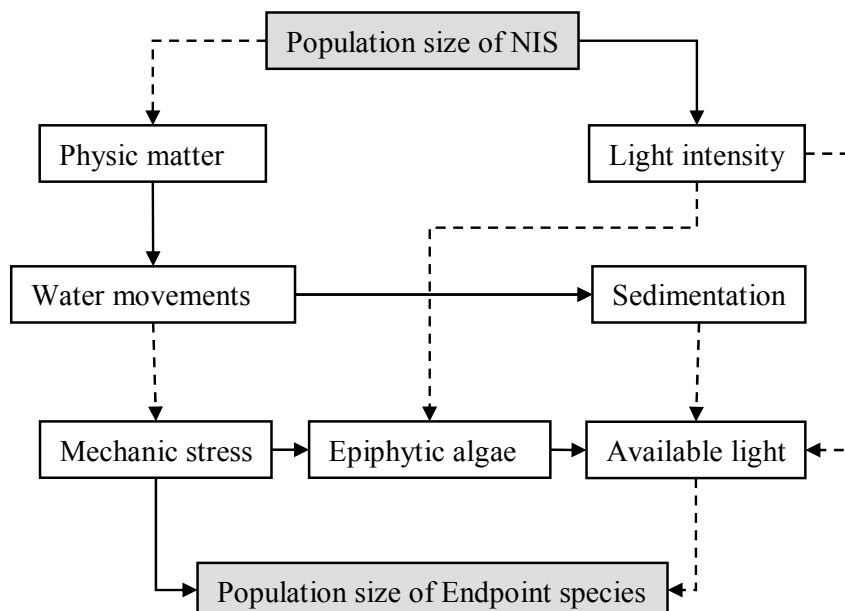 Population size of NIS
Physic matter
Light intensity
Water movements
Sedimentation
Mechanic stress
Epiphytic algae
Available light
Population size of Endpoint species